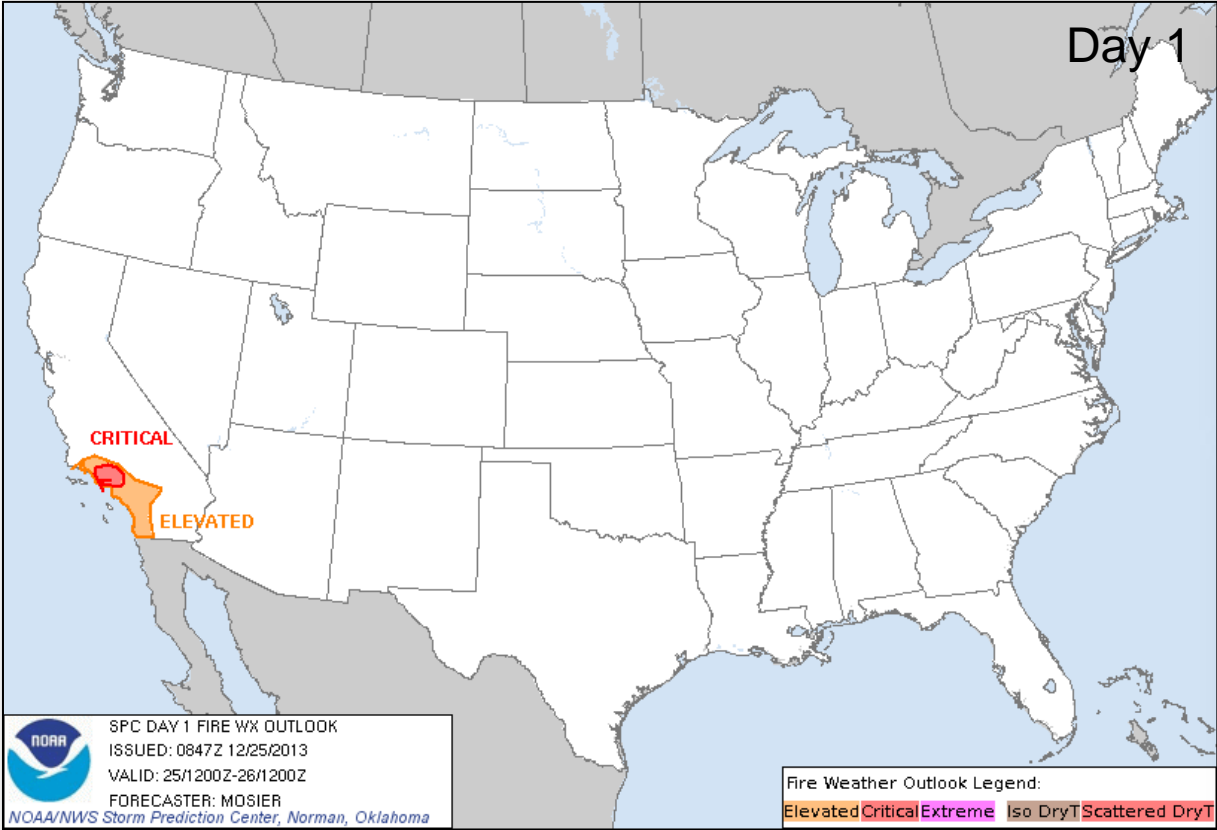 Day 1
CRITICAL
ELEVATED
NOAA
SPC DAY 1 FIRE WX OUTLOOK
ISSUED: 0847Z 12/25/2013
VALID: 25/1200Z-26/1200Z
FORECASTER: MOSIER
NOAA/NWS Storm Prediction Center, Norman, Oklahoma
Fire Weather Outlook Legend:
Elevated Critical Extreme Iso DryT Scattered DryT